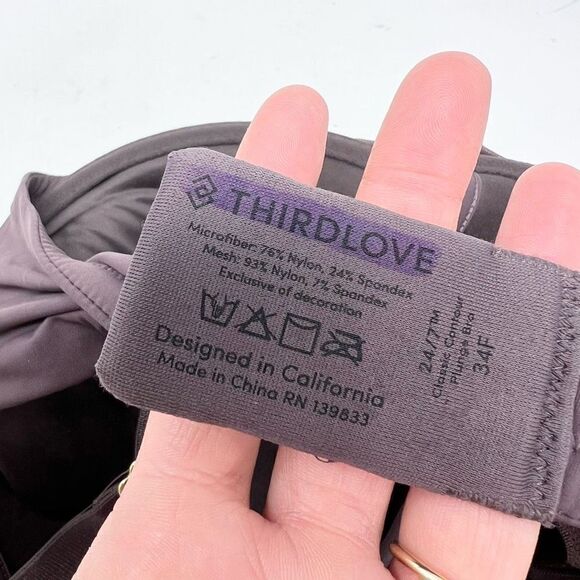 THIRDLOVE
Microfiber: 76% Nylon, 24% Spandex
Mesh: 93% Nylon, 7% Spandex
Exclusive of decoration
Designed in California
Made in China RN 139833
24/7™
Classic Contour
Plunge Bra
34F